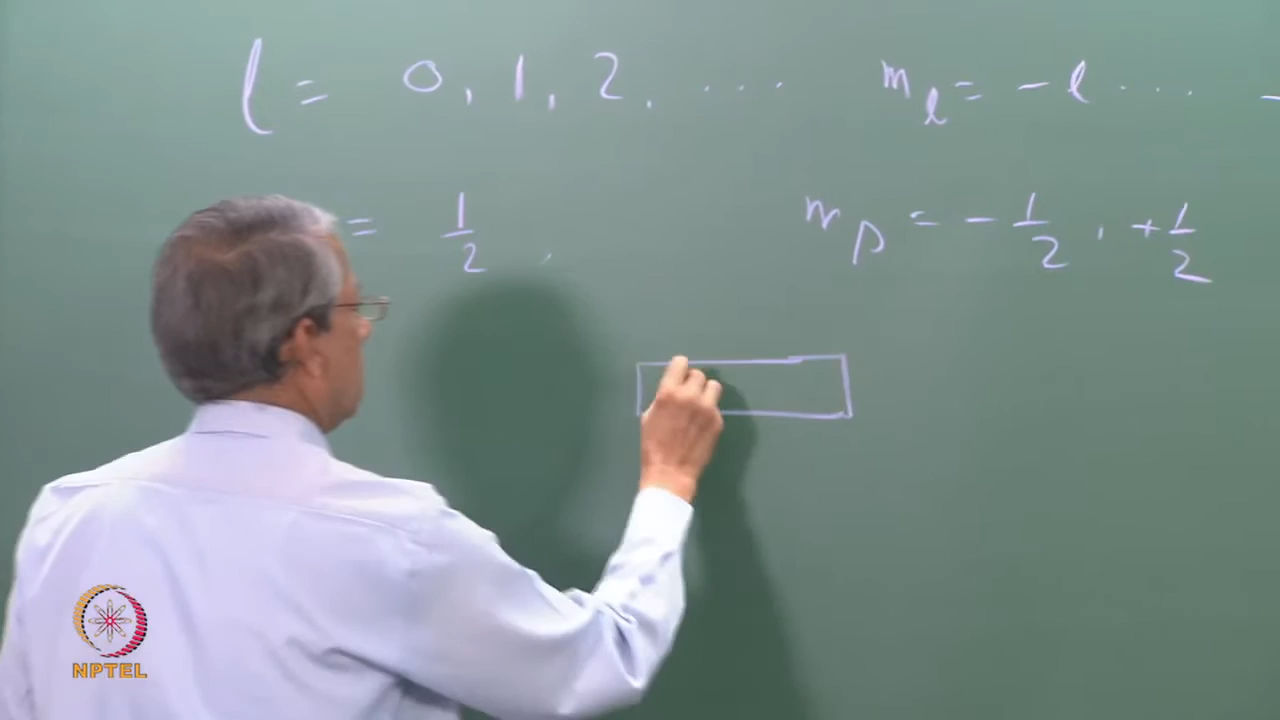 l = 0, 1, 2, .... m_l = -l .... -
= 1/2, m_s = -1/2, +1/2
NPTEL